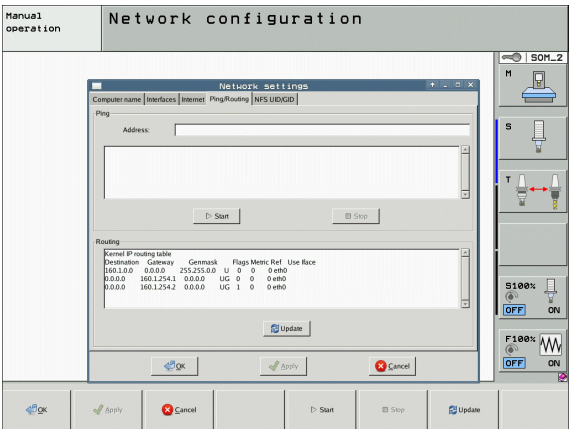 Manual
operation
Network configuration
SOM_2
M
Network settings
Computer name Interfaces Internet Ping/Routing NFS UID/GID
Ping
Address:
S
T
Start Stop
Routing
Kernel IP routing table
Destination Gateway Genmask Flags Metric Ref Use Iface
160.1.0.0 0.0.0.0 255.255.0.0 U 0 0 0 eth0
0.0.0.0 160.1.254.1 0.0.0.0 UG 0 0 0 eth0
0.0.0.0 160.1.254.2 0.0.0.0 UG 1 0 0 eth0
S100%
OFF ON
Update
F100%
OFF ON
OK Apply Cancel
OK Apply Cancel Start Stop Update